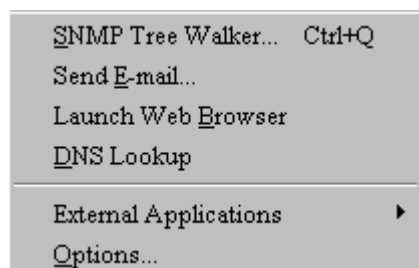 SNMP Tree Walker... Ctrl+Q
Send E-mail...
Launch Web Browser
DNS Lookup
External Applications
Options...